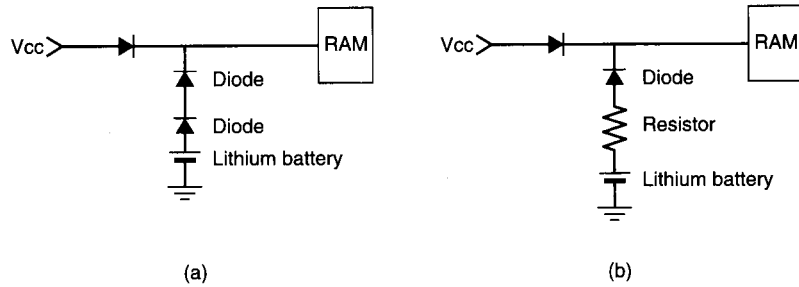 Vcc
RAM
Diode
Diode
Lithium battery
(a)
Vcc
RAM
Diode
Resistor
Lithium battery
(b)